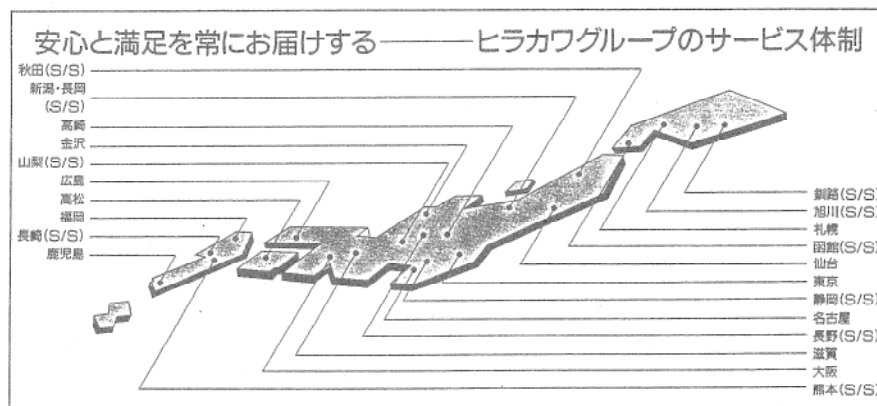 安心と満足を常にお届けする――ヒラカワグループのサービス体制
秋田(S/S)
新潟・長岡
(S/S)
高崎
金沢
山梨(S/S)
広島
高松
福岡
長崎(S/S)
鹿児島
釧路(S/S)
旭川(S/S)
札幌
函館(S/S)
仙台
東京
静岡(S/S)
名古屋
長野(S/S)
滋賀
大阪
熊本(S/S)